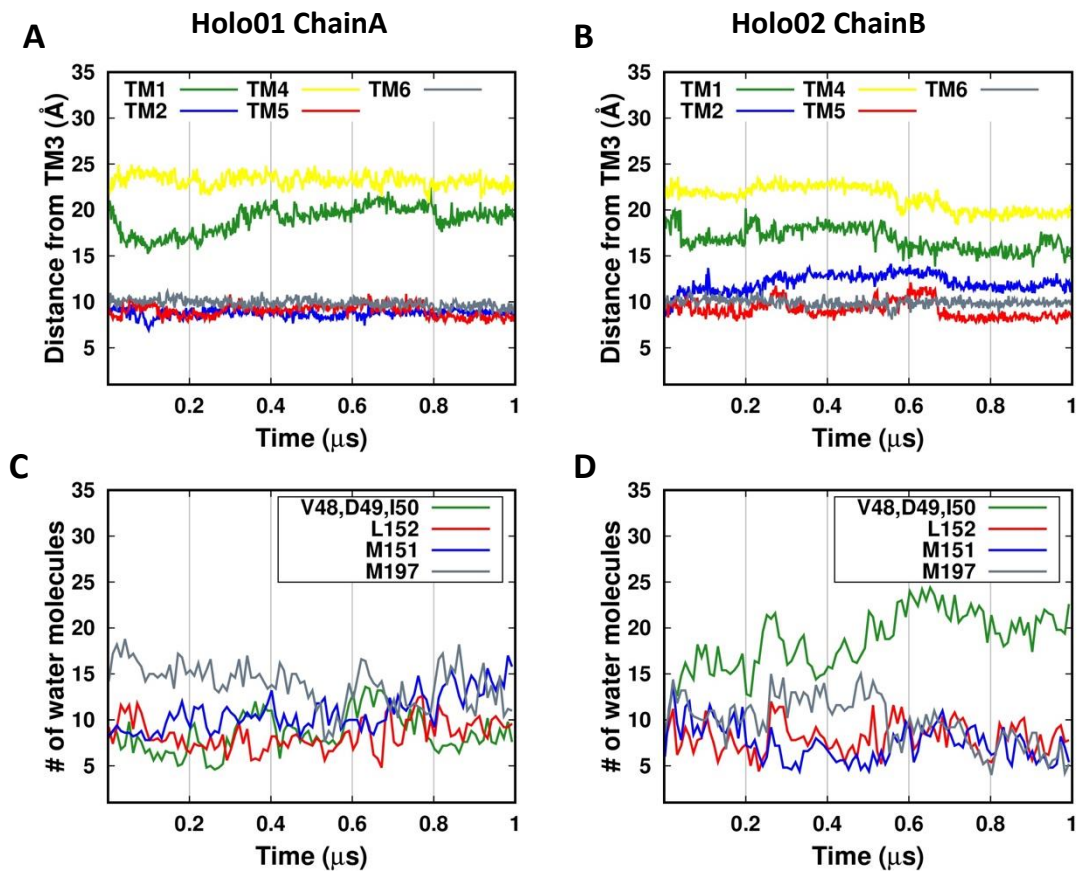 Holo01 ChainA
Holo02 ChainB
A
35
30
25
20
15
10
5
Distance from TM3 (Å)
TM1 TM4 TM6
TM2 TM5
0.2 0.4 0.6 0.8 1
Time (μs)
B
35
30
25
20
15
10
5
Distance from TM3 (Å)
TM1 TM4 TM6
TM2 TM5
0.2 0.4 0.6 0.8 1
Time (μs)
C
35
30
25
20
15
10
5
# of water molecules
V48,D49,I50
L152
M151
M197
0.2 0.4 0.6 0.8 1
Time (μs)
D
35
30
25
20
15
10
5
# of water molecules
V48,D49,I50
L152
M151
M197
0.2 0.4 0.6 0.8 1
Time (μs)